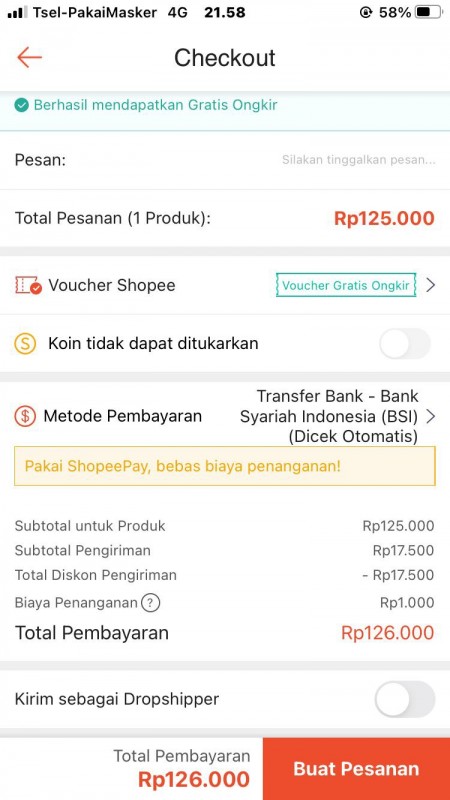 Tsel-PakaiMasker 4G 21.58 58%
Checkout
Berhasil mendapatkan Gratis Ongkir
Pesan: Silakan tinggalkan pesan...
Total Pesanan (1 Produk): Rp125.000
Voucher Shopee Voucher Gratis Ongkir
S Koin tidak dapat ditukarkan
Metode Pembayaran
Transfer Bank - Bank
Syariah Indonesia (BSI)
(Dicek Otomatis)
Pakai ShopeePay, bebas biaya penanganan!
Subtotal untuk Produk Rp125.000
Subtotal Pengiriman Rp17.500
Total Diskon Pengiriman - Rp17.500
Biaya Penanganan ? Rp1.000
Total Pembayaran Rp126.000
Kirim sebagai Dropshipper
Total Pembayaran
Rp126.000
Buat Pesanan